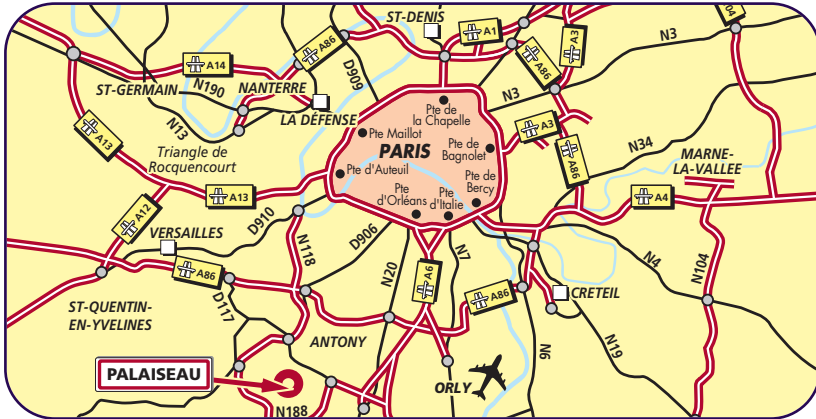 ST-DENIS
A1
A3
N3
104
A86
A86
D909
A14
ST-GERMAIN
N190
NANTERRE
LA DÉFENSE
N13
N3
Pte de
la Chapelle
A3
A13
Pte Maillot
PARIS
Pte de
Bagnolet
N34
Triangle de
Rocquencourt
Pte d'Auteuil
A86
MARNE-
LA-VALLEE
A13
Pte de
Bercy
Pte
d'Orléans
Pte
d'Italie
A4
A12
D910
VERSAILLES
N118
D906
N7
N4
N104
A86
N20
A6
D117
ST-QUENTIN-
EN-YVELINES
A86
CRETEIL
ANTONY
N6
N19
PALAISEAU
ORLY
N188